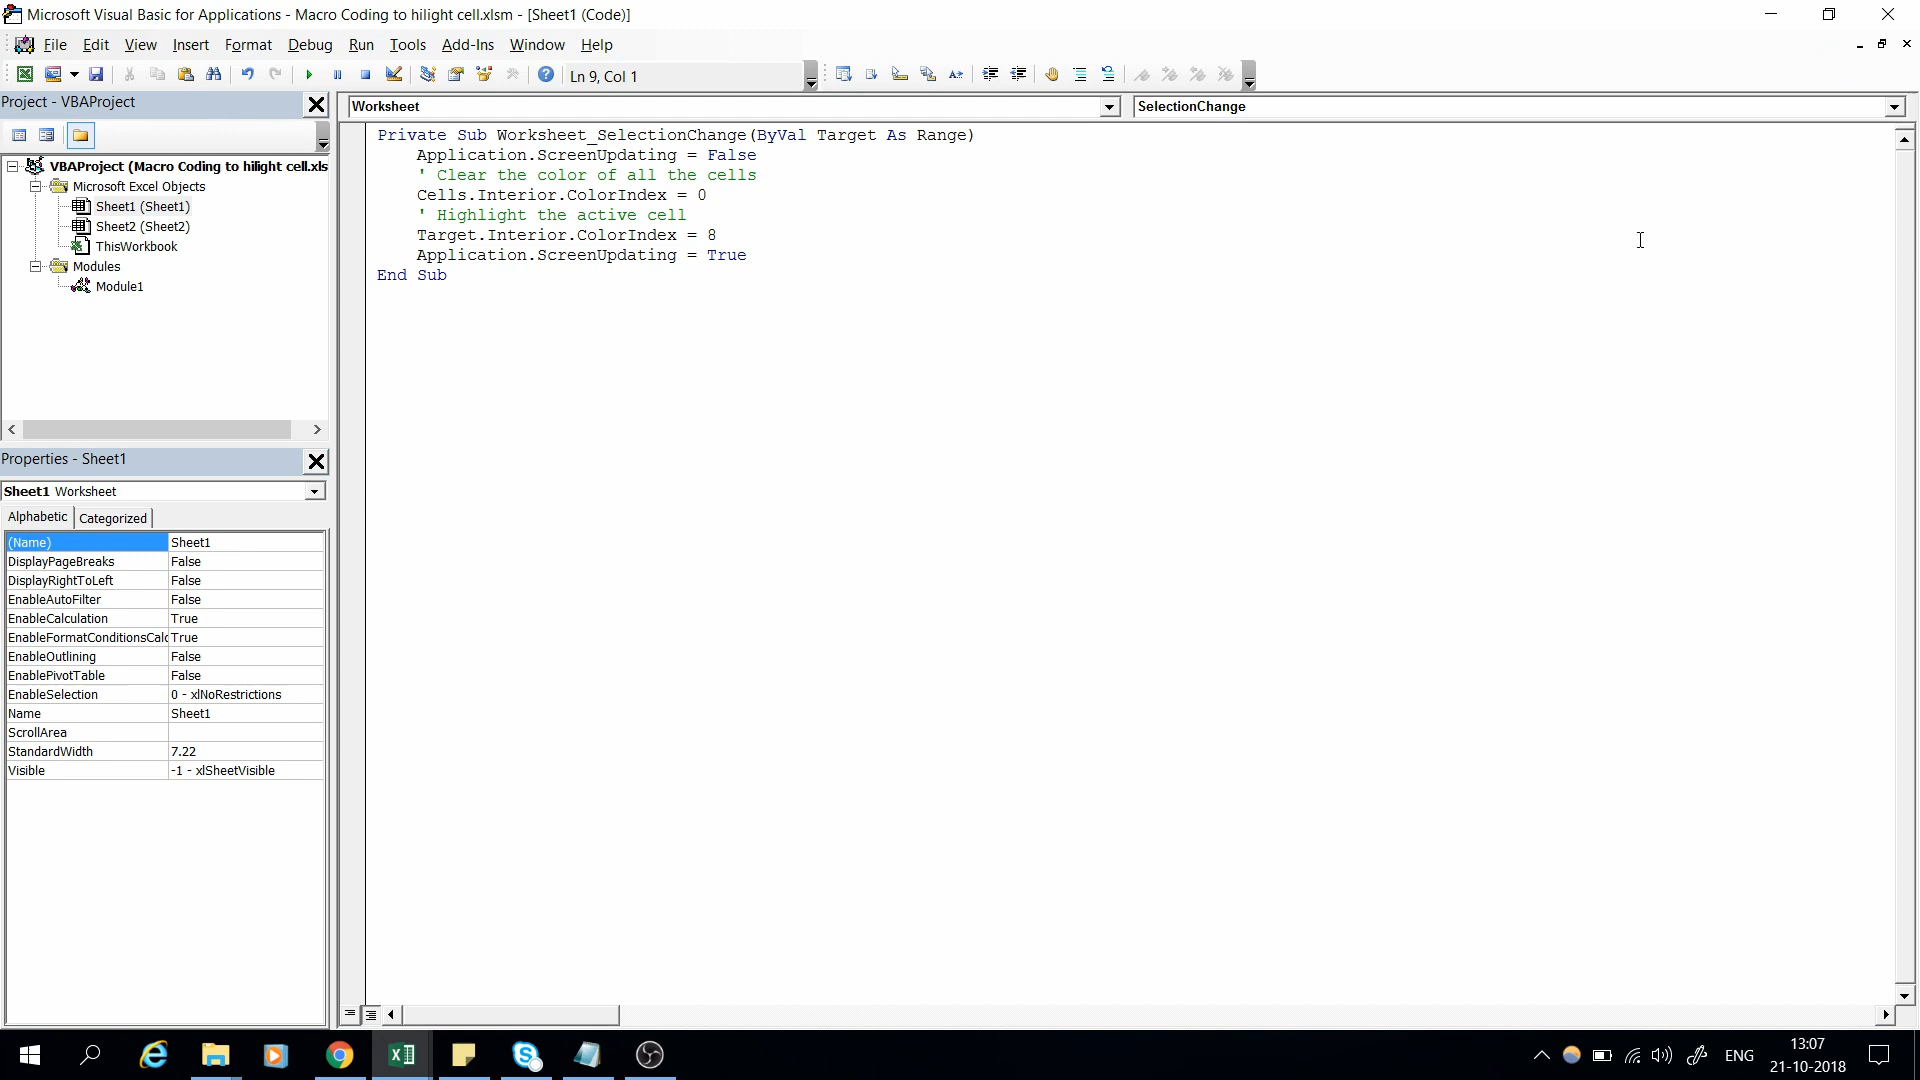 Microsoft Visual Basic for Applications - Macro Coding to hilight cell.xlsm - [Sheet1 (Code)]
File Edit View Insert Format Debug Run Tools Add-Ins Window Help
Ln 9, Col 1
Project - VBAProject
Worksheet
SelectionChange
VBAProject (Macro Coding to hilight cell.xls
Microsoft Excel Objects
Sheet1 (Sheet1)
Sheet2 (Sheet2)
ThisWorkbook
Modules
Module1
Private Sub Worksheet_SelectionChange(ByVal Target As Range)
Application.ScreenUpdating = False
' Clear the color of all the cells
Cells.Interior.ColorIndex = 0
' Highlight the active cell
Target.Interior.ColorIndex = 8
Application.ScreenUpdating = True
End Sub
Properties - Sheet1
Sheet1 Worksheet
Alphabetic Categorized
(Name) Sheet1
DisplayPageBreaks False
DisplayRightToLeft False
EnableAutoFilter False
EnableCalculation True
EnableFormatConditionsCalc True
EnableOutlining False
EnablePivotTable False
EnableSelection 0 - xlNoRestrictions
Name Sheet1
ScrollArea
StandardWidth 7.22
Visible -1 - xlSheetVisible
ENG
13:07
21-10-2018